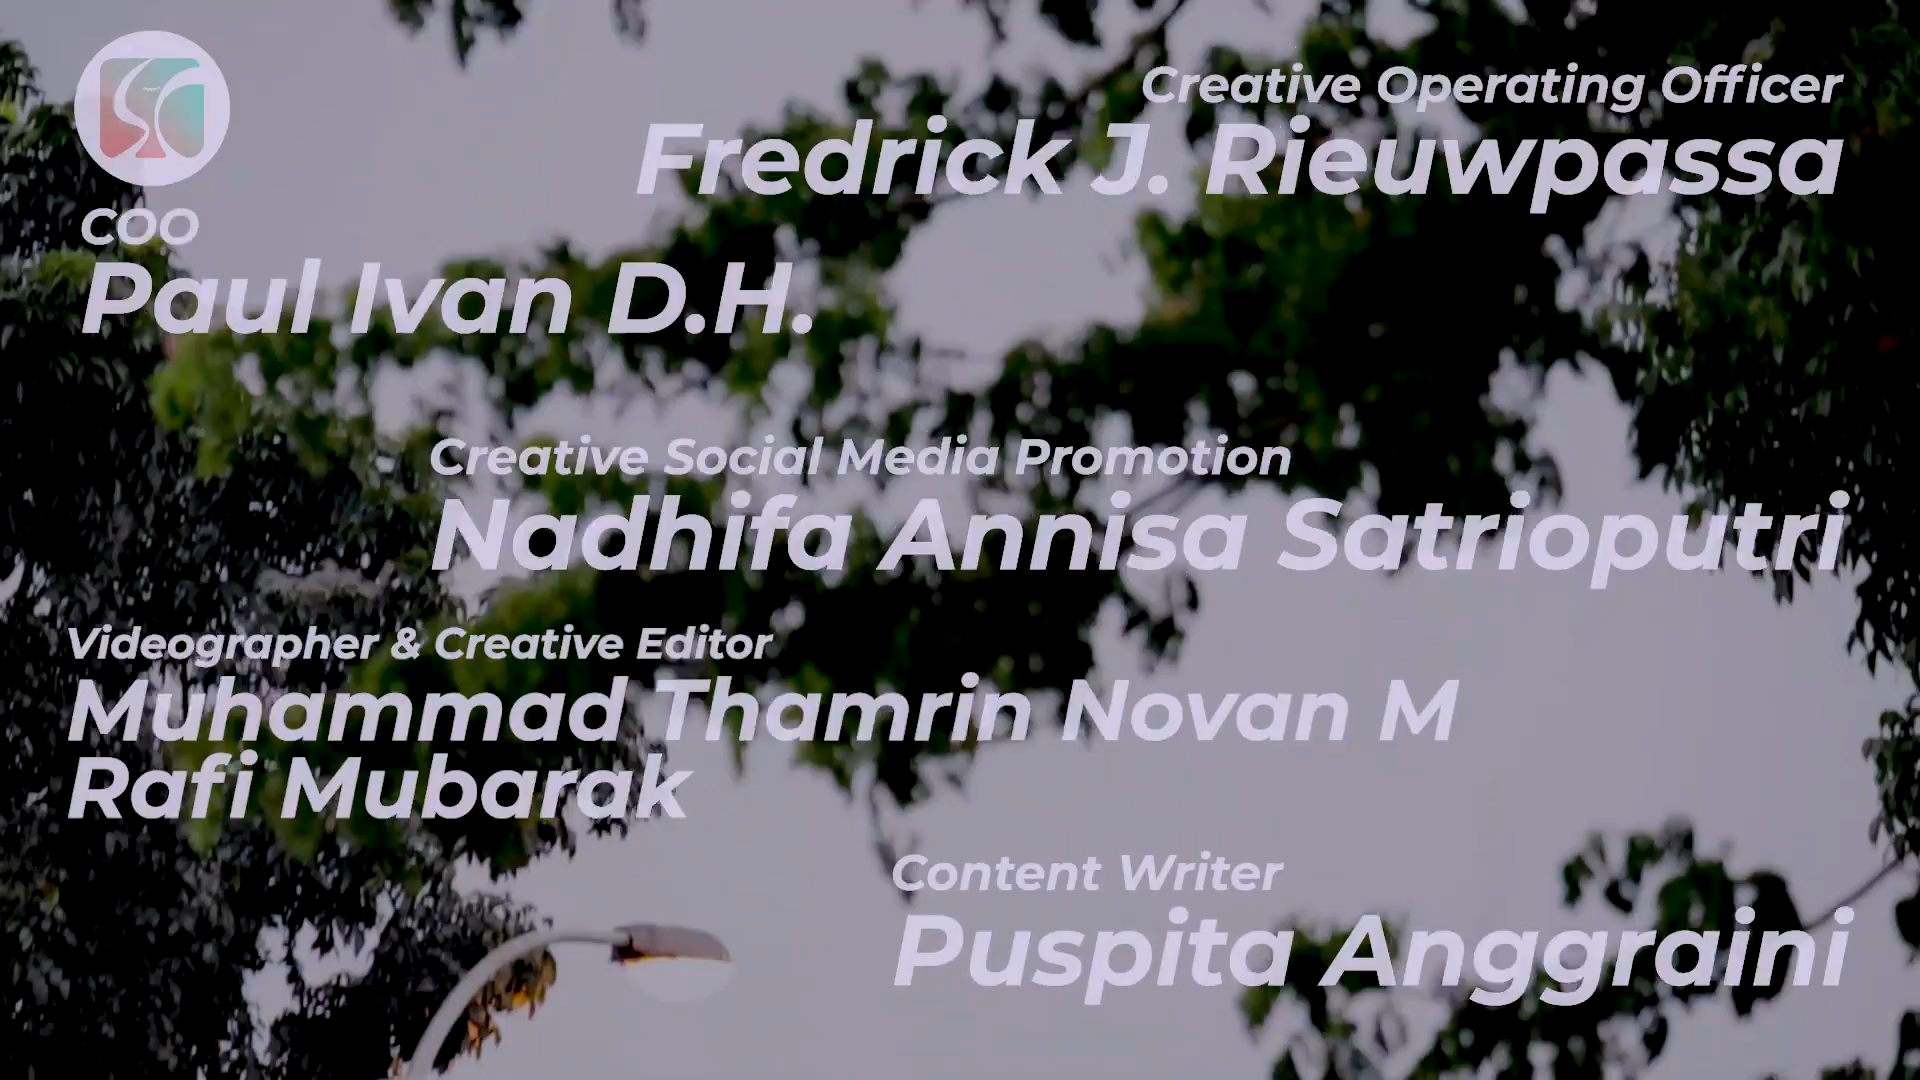 Creative Operating Officer
Fredrick J. Rieuwpassa
COO
Paul Ivan D.H.
Creative Social Media Promotion
Nadhifa Annisa Satrioputri
Videographer & Creative Editor
Muhammad Thamrin Novan M
Rafi Mubarak
Content Writer
Puspita Anggraini